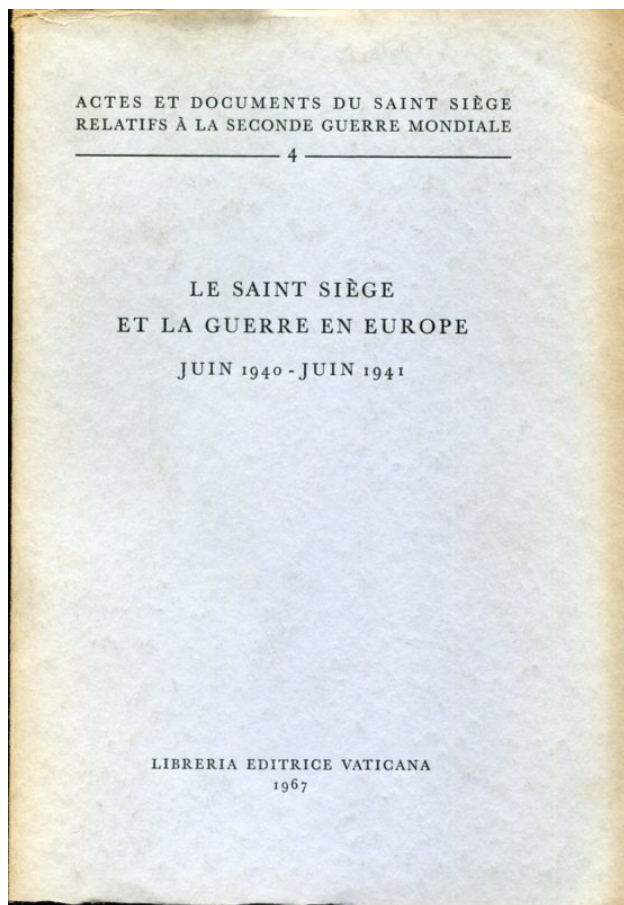 ACTES ET DOCUMENTS DU SAINT SIÈGE
RELATIFS À LA SECONDE GUERRE MONDIALE
4
LE SAINT SIÈGE
ET LA GUERRE EN EUROPE
JUIN 1940 - JUIN 1941
LIBRERIA EDITRICE VATICANA
1967